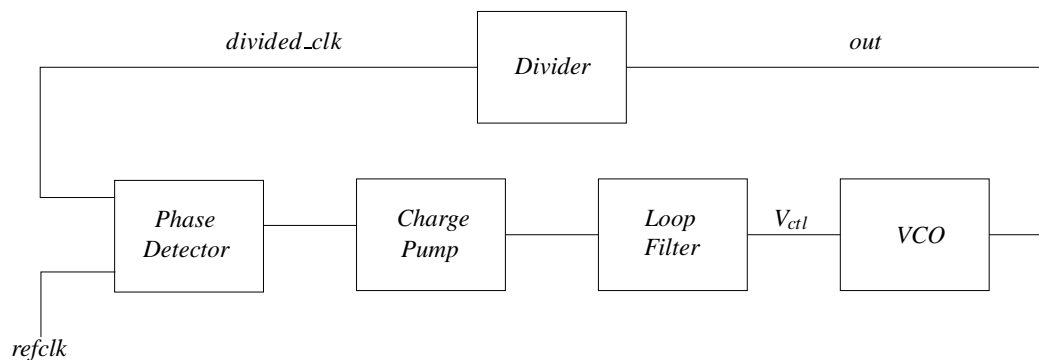 divided_clk
Divider
out
Phase
Detector
Charge
Pump
Loop
Filter
V_ctl
VCO
refclk